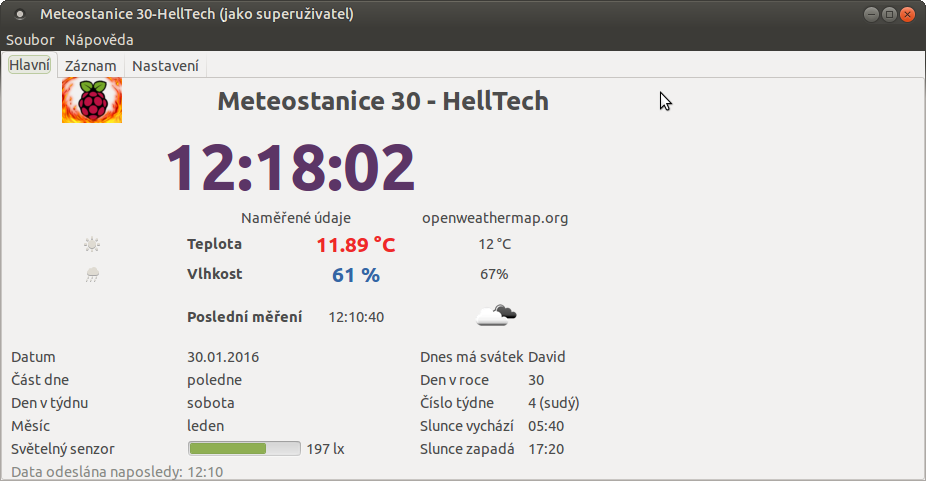 Meteostanice 30-HellTech (jako superuživatel)
Soubor Nápověda
Hlavní Záznam Nastavení
Meteostanice 30 - HellTech
12:18:02
Naměřené údaje openweathermap.org
Teplota 11.89 °C 12 °C
Vlhkost 61 % 67%
Poslední měření 12:10:40
Datum 30.01.2016 Dnes má svátek David
Část dne poledne Den v roce 30
Den v týdnu sobota Číslo týdne 4 (sudý)
Měsíc leden Slunce vychází 05:40
Světelný senzor 197 lx Slunce zapadá 17:20
Data odeslána naposledy: 12:10